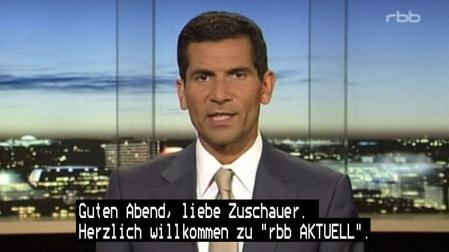 rbb
Guten Abend, liebe Zuschauer.
Herzlich willkommen zu "rbb AKTUELL".